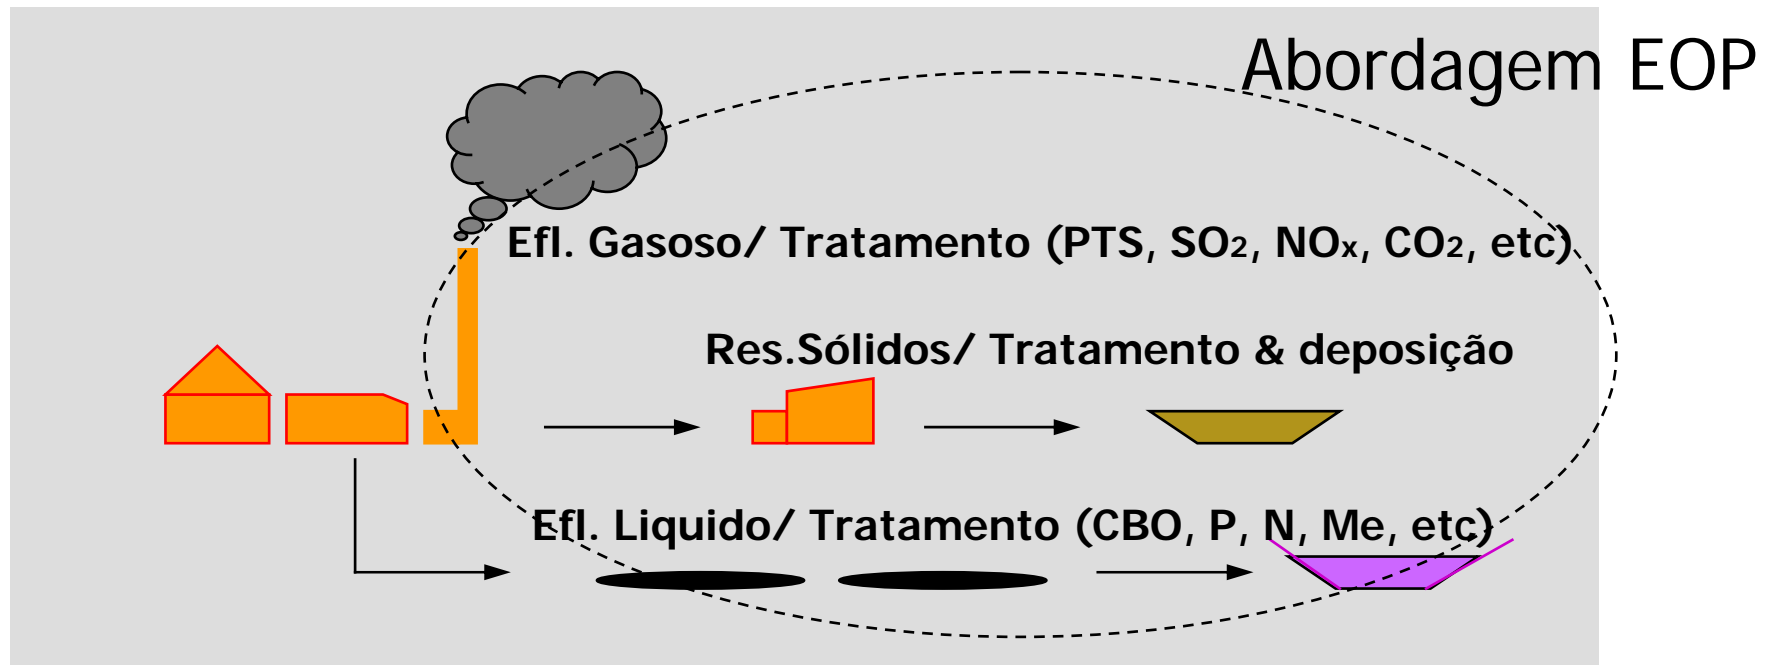 Abordagem EOP
Efl. Gasoso/ Tratamento (PTS, SO₂, NOₓ, CO₂, etc)
Res.Sólidos/ Tratamento & deposição
Efl. Liquido/ Tratamento (CBO, P, N, Me, etc)